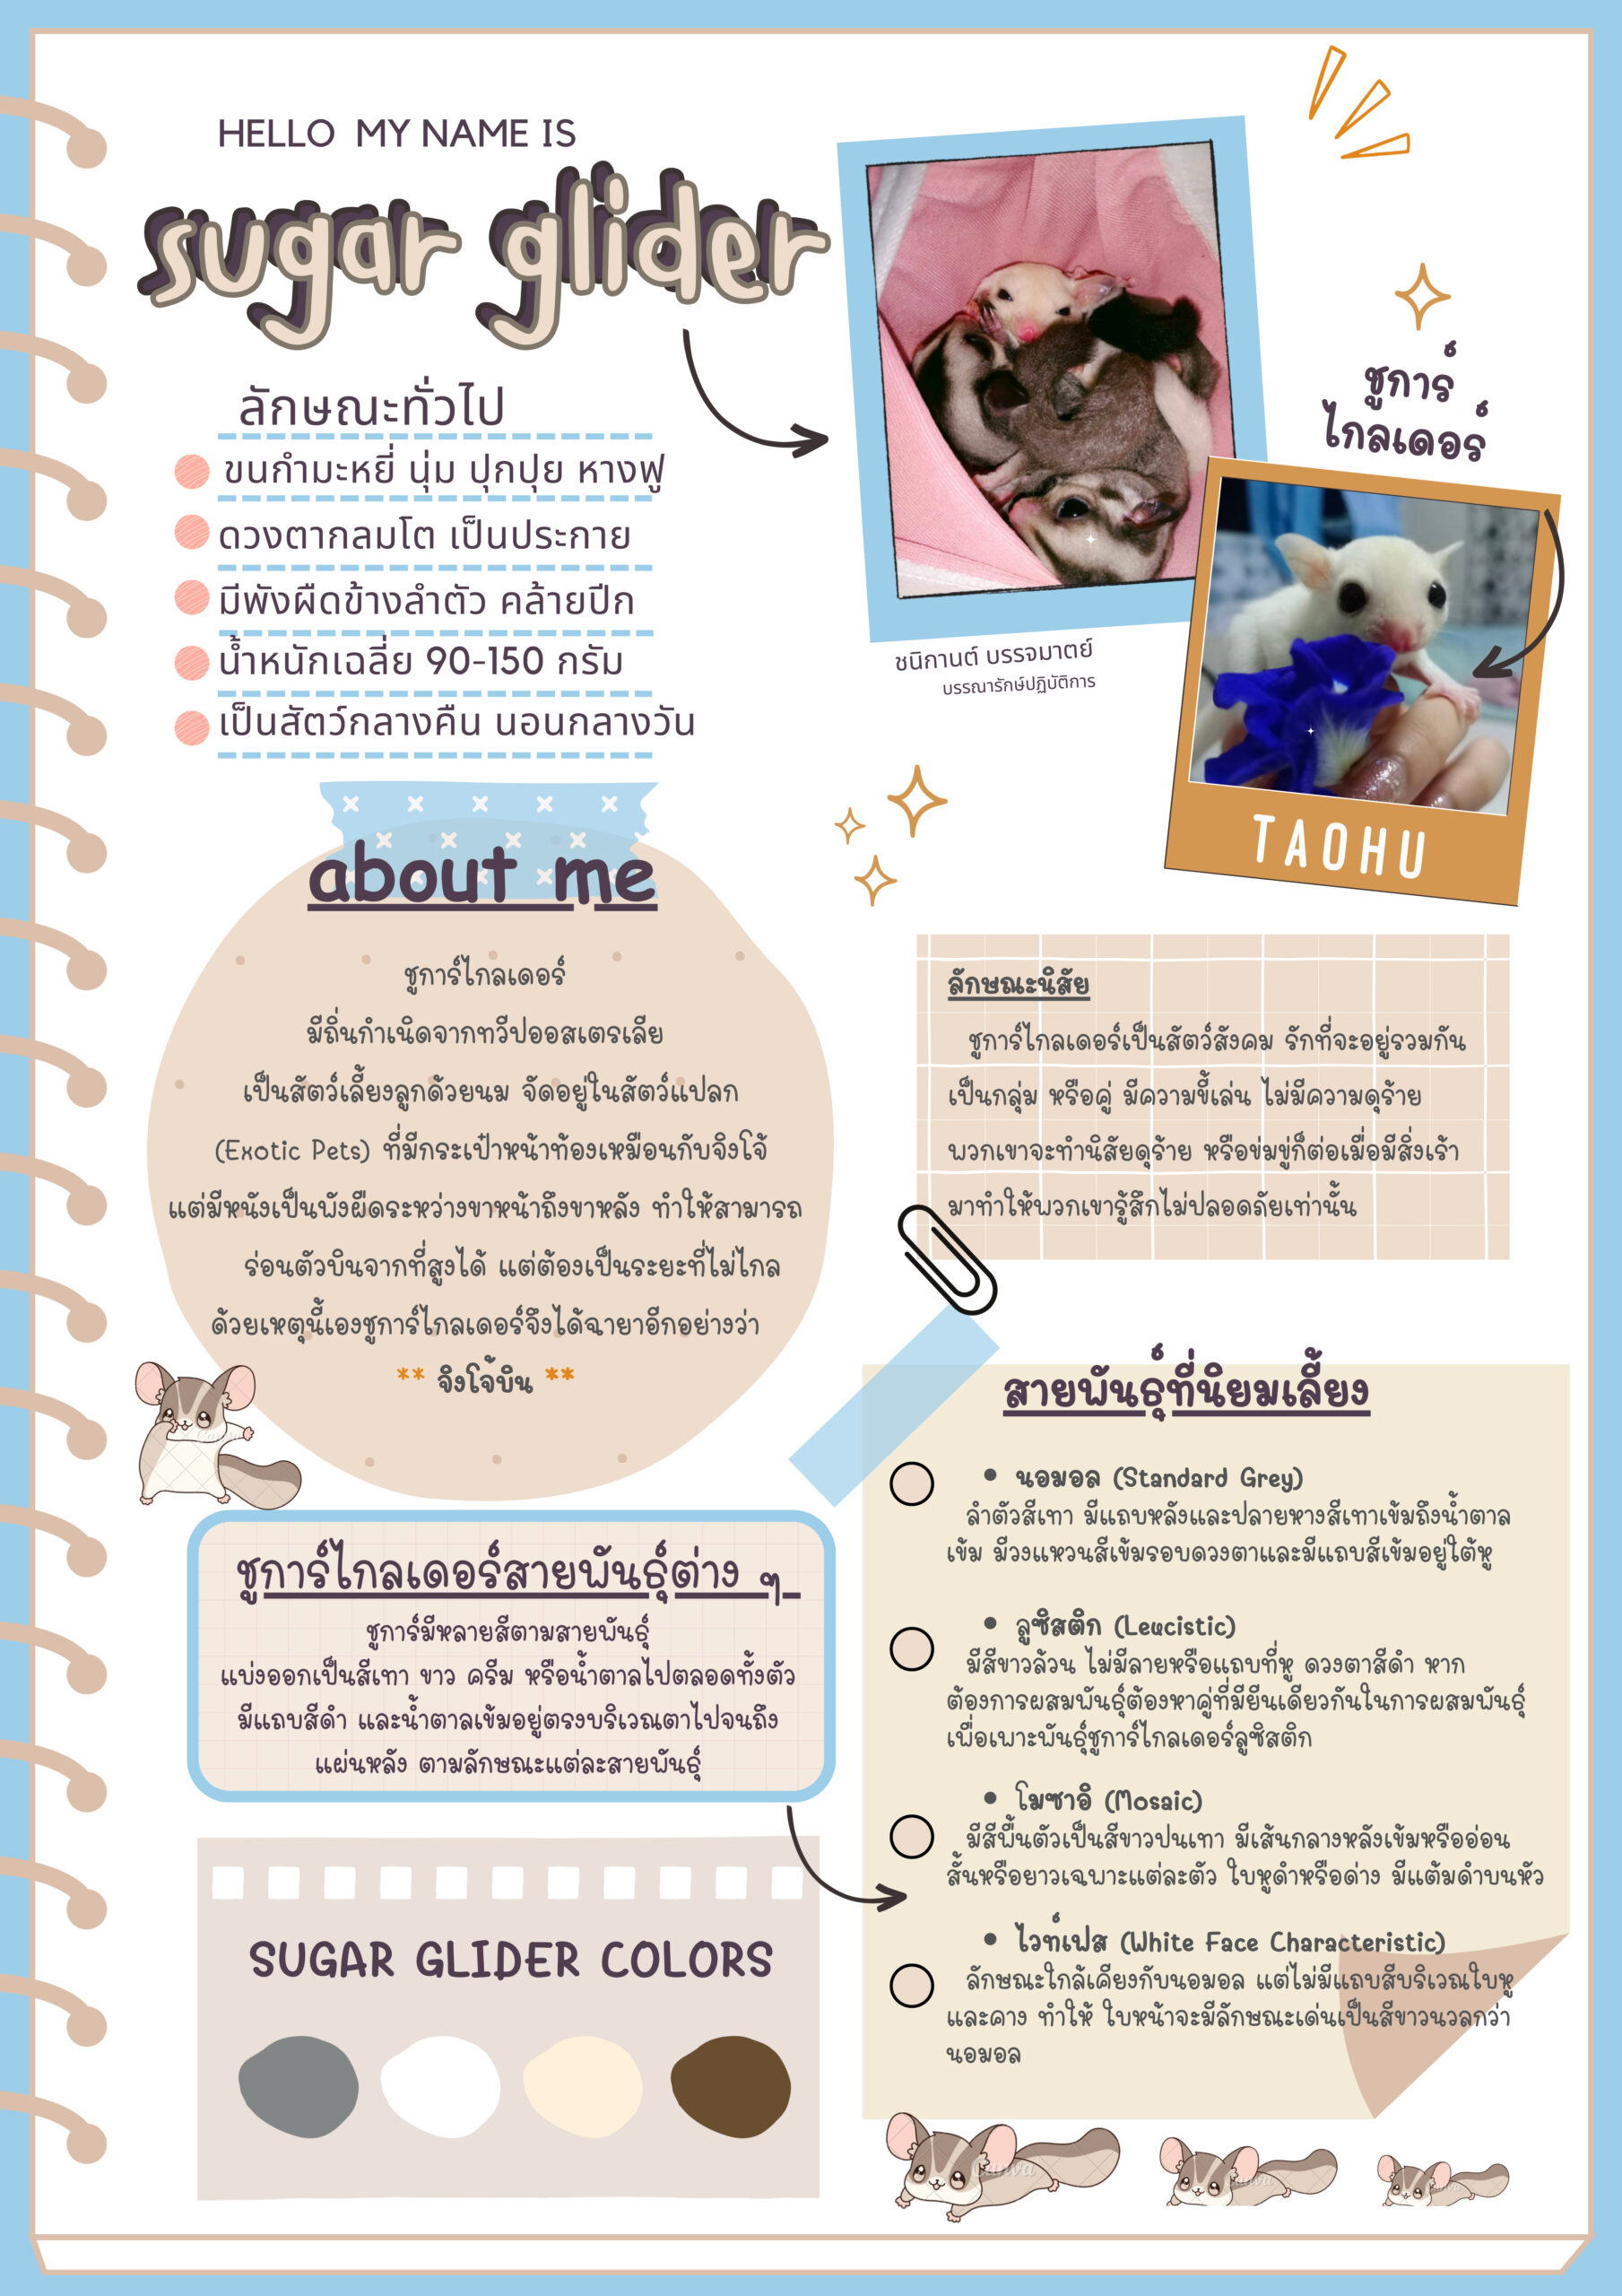 HELLO MY NAME IS
sugar glider
ลักษณะทั่วไป
ขนกำมะหยี่ นุ่ม ปุกปุย หางฟู
ดวงตากลมโต เป็นประกาย
มีพังผืดข้างลำตัว คล้ายปีก
น้ำหนักเฉลี่ย 90-150 กรัม
เป็นสัตว์กลางคืน นอนกลางวัน
ชูการ์
ไกลเดอร์
ชนิกานต์ บรรจมาตย์
บรรณารักษ์ปฏิบัติการ
TAOHU
about me
ชูการ์ไกลเดอร์
มีถิ่นกำเนิดจากทวีปออสเตรเลีย
เป็นสัตว์เลี้ยงลูกด้วยนม จัดอยู่ในสัตว์แปลก
(Exotic Pets) ที่มีกระเป๋าหน้าท้องเหมือนกับจิงโจ้
แต่มีหนังเป็นพังผืดระหว่างขาหน้าถึงขาหลัง ทำให้สามารถ
ร่อนตัวบินจากที่สูงได้ แต่ต้องเป็นระยะที่ไม่ไกล
ด้วยเหตุนี้เองชูการ์ไกลเดอร์จึงได้ฉายาอีกอย่างว่า
** จิงโจ้บิน **
ลักษณะนิสัย
ชูการ์ไกลเดอร์เป็นสัตว์สังคม รักที่จะอยู่รวมกัน
เป็นกลุ่ม หรือคู่ มีความขี้เล่น ไม่มีความดุร้าย
พวกเขาจะทำนิสัยดุร้าย หรือข่มขู่ก็ต่อเมื่อมีสิ่งเร้า
มาทำให้พวกเขารู้สึกไม่ปลอดภัยเท่านั้น
ชูการ์ไกลเดอร์สายพันธุ์ต่าง ๆ
ชูการ์มีหลายสีตามสายพันธุ์
แบ่งออกเป็นสีเทา ขาว ครีม หรือน้ำตาลไปตลอดทั้งตัว
มีแถบสีดำ และน้ำตาลเข้มอยู่ตรงบริเวณตาไปจนถึง
แผ่นหลัง ตามลักษณะแต่ละสายพันธุ์
SUGAR GLIDER COLORS
สายพันธุ์ที่นิยมเลี้ยง
• นอมอล (Standard Grey)
ลำตัวสีเทา มีแถบหลังและปลายหางสีเทาเข้มถึงน้ำตาล
เข้ม มีวงแหวนสีเข้มรอบดวงตาและมีแถบสีเข้มอยู่ใต้หู
• ลูซิสติก (Leucistic)
มีสีขาวล้วน ไม่มีลายหรือแถบที่หู ดวงตาสีดำ หาก
ต้องการผสมพันธุ์ต้องหาคู่ที่มียีนเดียวกันในการผสมพันธุ์
เพื่อเพาะพันธุ์ชูการ์ไกลเดอร์ลูซิสติก
• โมซาอิ (Mosaic)
มีสีพื้นตัวเป็นสีขาวปนเทา มีเส้นกลางหลังเข้มหรืออ่อน
สั้นหรือยาวเฉพาะแต่ละตัว ใบหูดำหรือด่าง มีแต้มดำบนหัว
• ไวท์เฟส (White Face Characteristic)
ลักษณะใกล้เคียงกับนอมอล แต่ไม่มีแถบสีบริเวณใบหู
และคาง ทำให้ ใบหน้าจะมีลักษณะเด่นเป็นสีขาวนวลกว่า
นอมอล
Canva